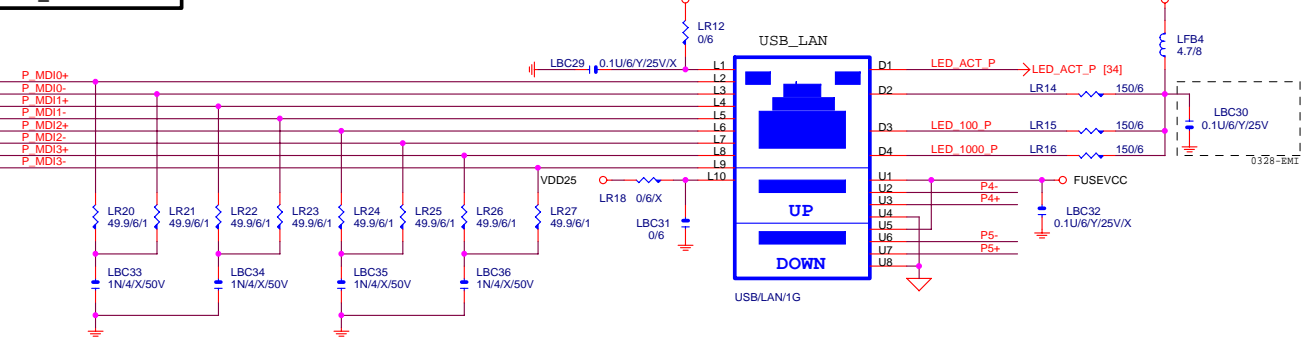 LR12
0/6
USB_LAN
LFB4
4.7/8
LBC29 0.1U/6/Y/25V/X
L1
L2
L3
L4
L5
L6
L7
L8
L9
L10
P_MDI0+
P_MDI0-
P_MDI1+
P_MDI1-
P_MDI2+
P_MDI2-
P_MDI3+
P_MDI3-
D1 LED_ACT_P LED_ACT_P [34]
D2 LR14 150/6
D3 LED_100_P LR15 150/6
D4 LED_1000_P LR16 150/6
LBC30
0.1U/6/Y/25V
0328-EMI
VDD25
LR18 0/6/X
LBC31
0/6
U1
U2
U3
U4
U5
U6
U7
U8
FUSEVCC
P4-
P4+
P5-
P5+
LBC32
0.1U/6/Y/25V/X
UP
DOWN
USB/LAN/1G
LR20
49.9/6/1
LR21
49.9/6/1
LR22
49.9/6/1
LR23
49.9/6/1
LR24
49.9/6/1
LR25
49.9/6/1
LR26
49.9/6/1
LR27
49.9/6/1
LBC33
1N/4/X/50V
LBC34
1N/4/X/50V
LBC35
1N/4/X/50V
LBC36
1N/4/X/50V